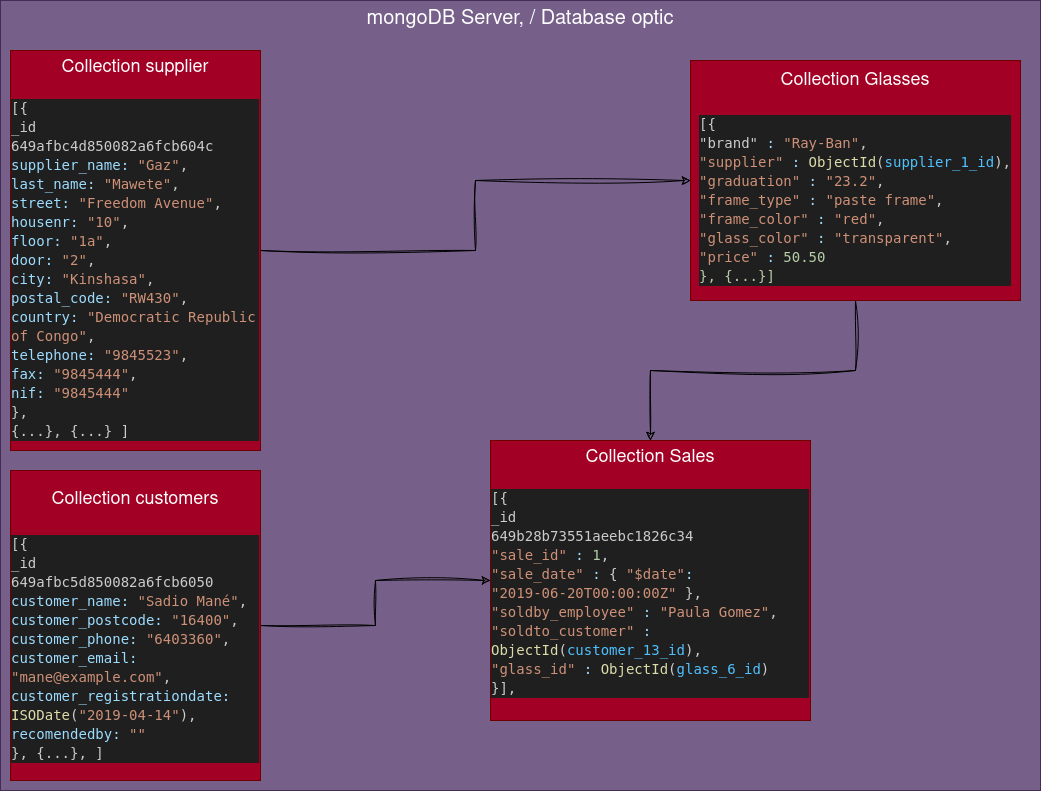 mongoDB Server, / Database optic
Collection supplier
[{
_id
649afbc4d850082a6fcb604c
supplier_name: "Gaz",
last_name: "Mawete",
street: "Freedom Avenue",
housenr: "10",
floor: "1a",
door: "2",
city: "Kinshasa",
postal_code: "RW430",
country: "Democratic Republic
of Congo",
telephone: "9845523",
fax: "9845444",
nif: "9845444"
},
{...}, {...} ]
Collection Glasses
[{
"brand" : "Ray-Ban",
"supplier" : ObjectId(supplier_1_id),
"graduation" : "23.2",
"frame_type" : "paste frame",
"frame_color" : "red",
"glass_color" : "transparent",
"price" : 50.50
}, {...}]
Collection customers
[{
_id
649afbc5d850082a6fcb6050
customer_name: "Sadio Mané",
customer_postcode: "16400",
customer_phone: "6403360",
customer_email:
"mane@example.com",
customer_registrationdate:
ISODate("2019-04-14"),
recomendedby: ""
}, {...}, ]
Collection Sales
[{
_id
649b28b73551aeebc1826c34
"sale_id" : 1,
"sale_date" : { "$date":
"2019-06-20T00:00:00Z" },
"soldby_employee" : "Paula Gomez",
"soldto_customer" :
ObjectId(customer_13_id),
"glass_id" : ObjectId(glass_6_id)
}],